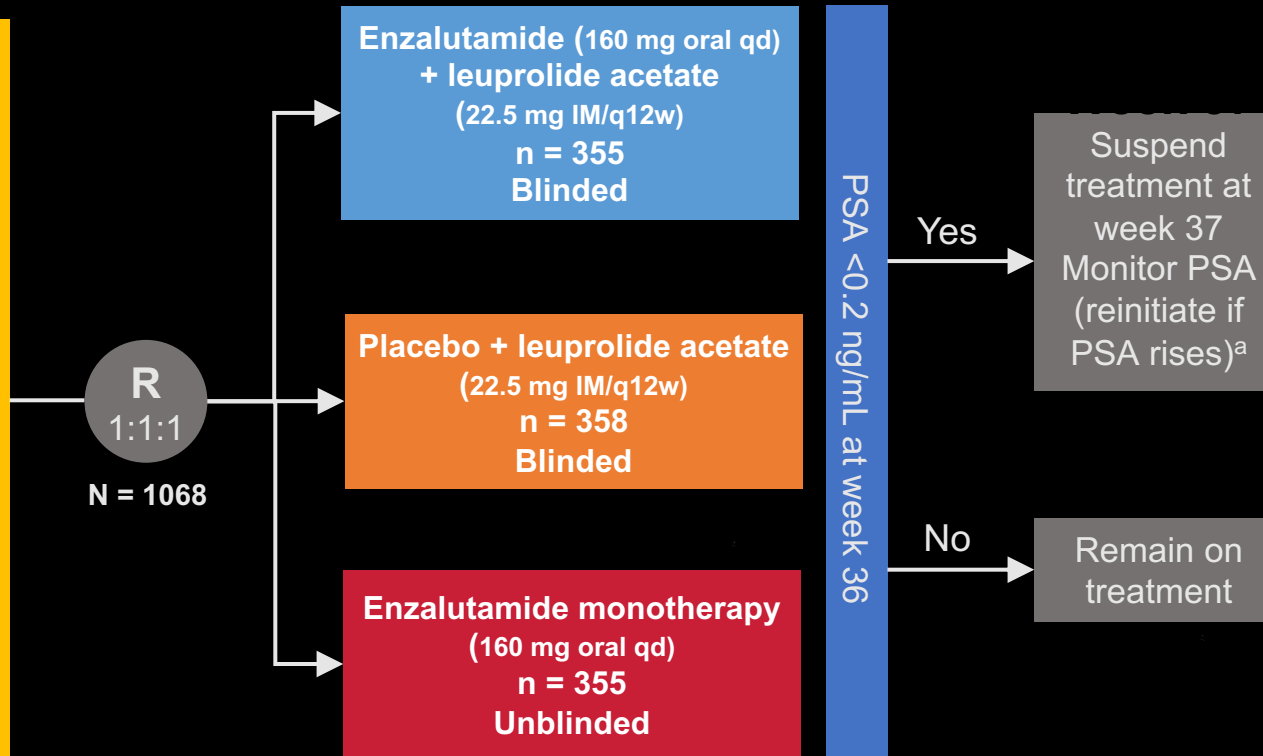 R
1:1:1
N = 1068
Enzalutamide (160 mg oral qd)
+ leuprolide acetate
(22.5 mg IM/q12w)
n = 355
Blinded
Placebo + leuprolide acetate
(22.5 mg IM/q12w)
n = 358
Blinded
Enzalutamide monotherapy
(160 mg oral qd)
n = 355
Unblinded
PSA <0.2 ng/mL at week 36
Yes
Suspend
treatment at
week 37
Monitor PSA
(reinitiate if
PSA rises)ᵃ
No
Remain on
treatment